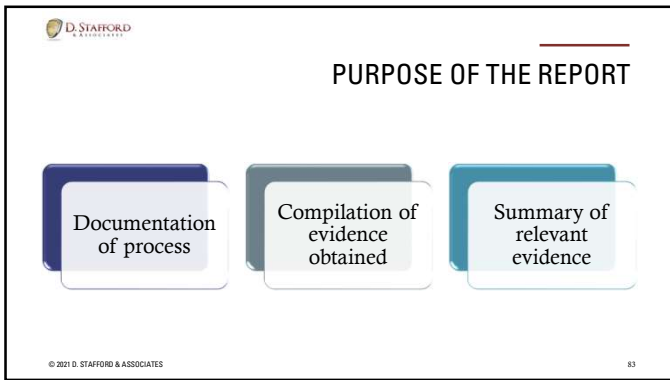 D. STAFFORD
& ASSOCIATES
PURPOSE OF THE REPORT
Documentation
of process
Compilation of
evidence
obtained
Summary of
relevant
evidence
© 2021 D. STAFFORD & ASSOCIATES
83